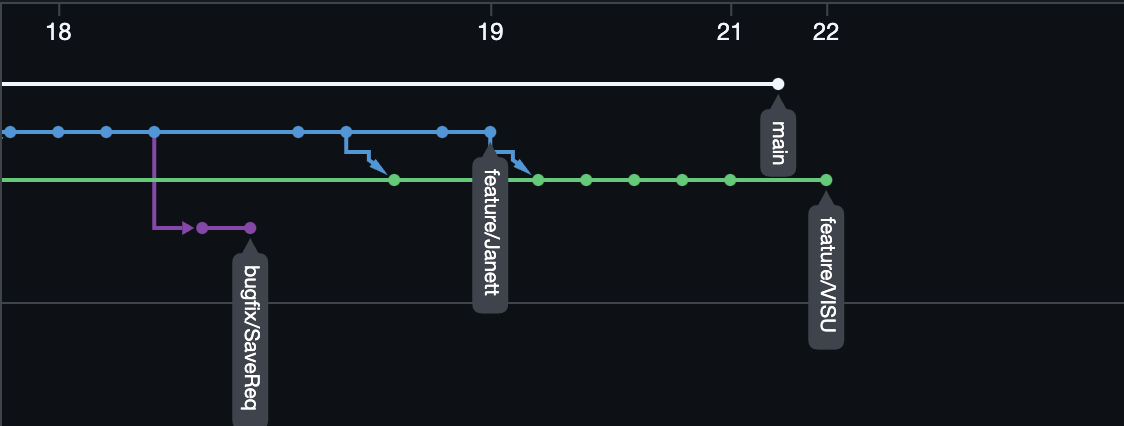 18
19
21
22
main
feature/Janett
feature/VISU
bugfix/SaveReq